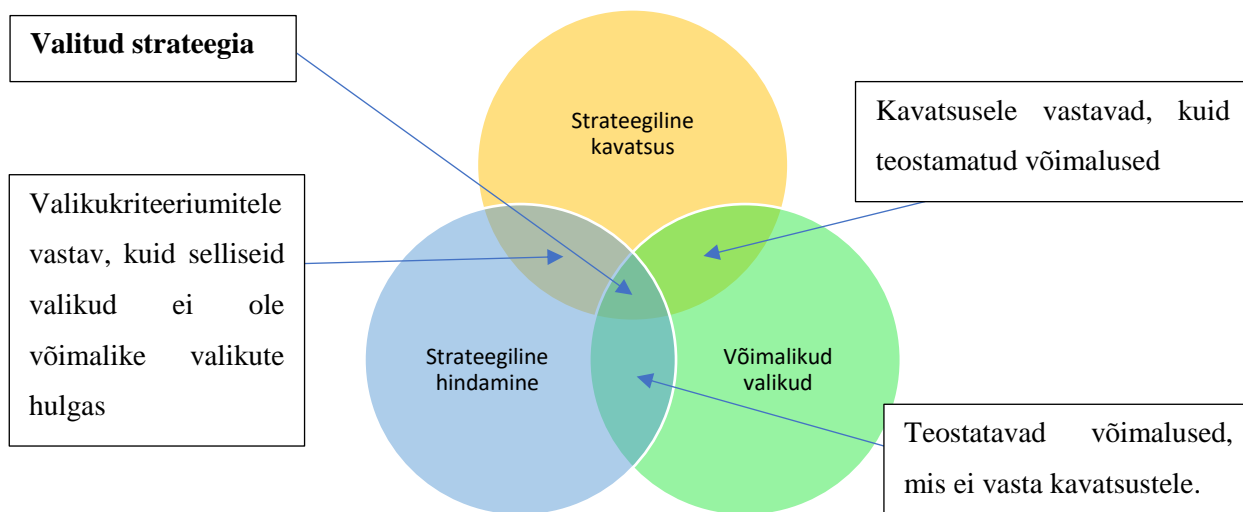 Valitud strateegia
Strateegiline
kavatsus
Kavatsusele vastavad, kuid
teostamatud võimalused
Valikukriteeriumitele
vastav, kuid selliseid
valikud ei ole
võimalike valikute
hulgas
Strateegiline
hindamine
Võimalikud
valikud
Teostatavad võimalused,
mis ei vasta kavatsustele.